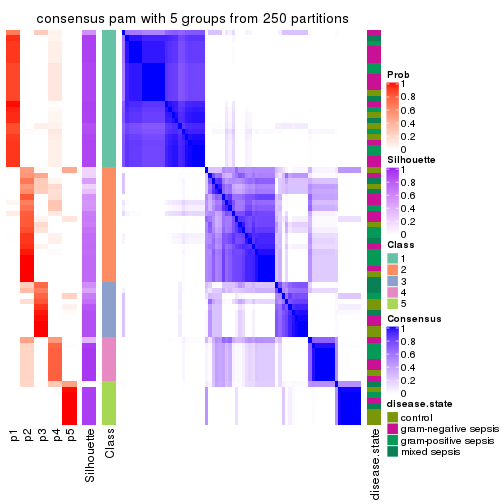 consensus pam with 5 groups from 250 partitions
Prob
1
0.8
0.6
0.4
0.2
0
Silhouette
1
0.8
0.6
0.4
0.2
0
Class
1
2
3
4
5
Consensus
1
0.8
0.6
0.4
0.2
0
disease.state
control
gram-negative sepsis
gram-positive sepsis
mixed sepsis
p1
p2
p3
p4
p5
Silhouette
Class
disease.state